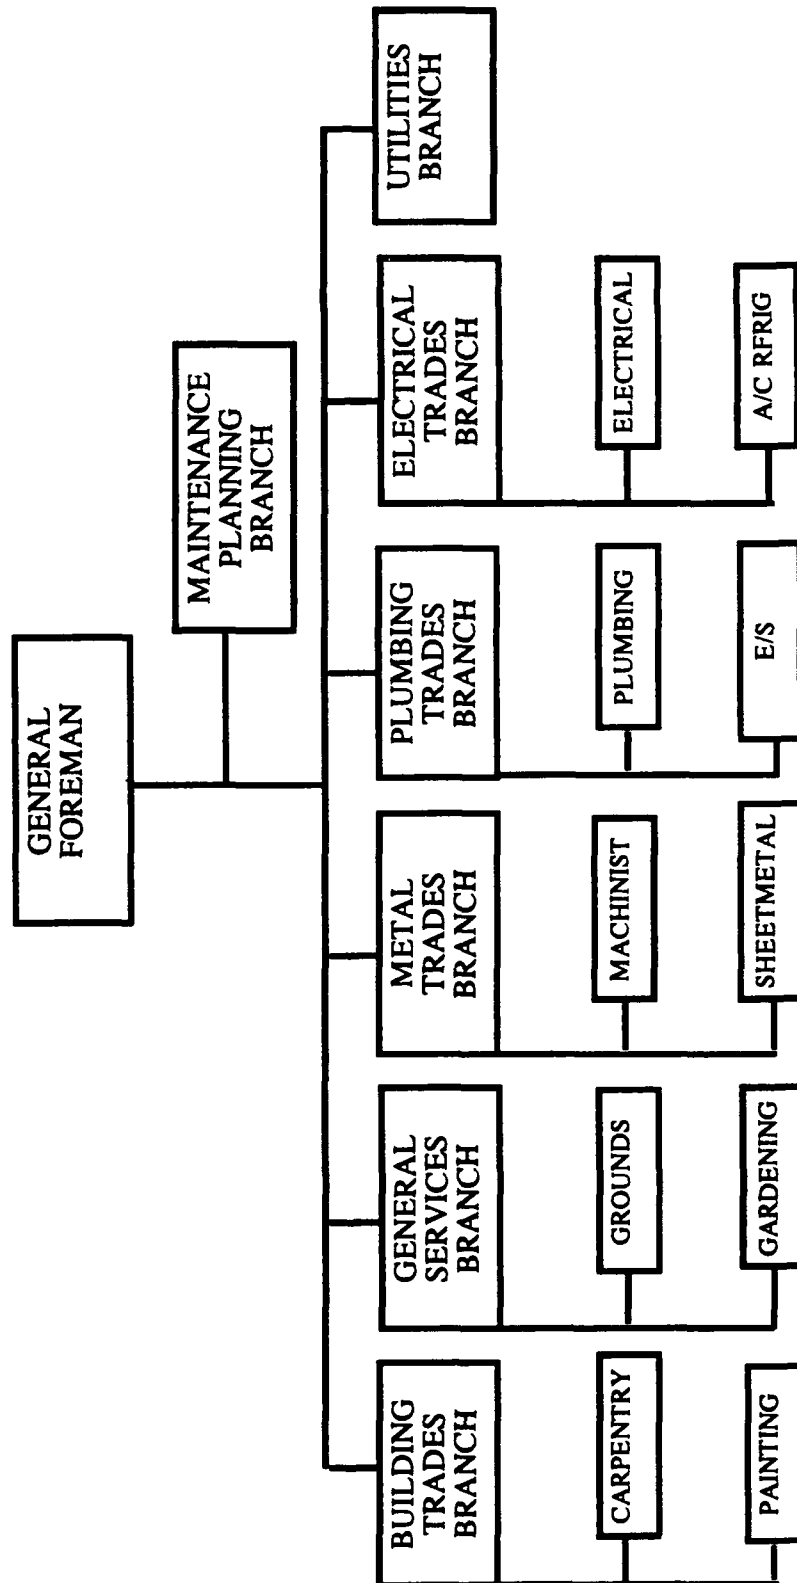 GENERAL
FOREMAN
MAINTENANCE
PLANNING
BRANCH
BUILDING
TRADES
BRANCH
GENERAL
SERVICES
BRANCH
METAL
TRADES
BRANCH
PLUMBING
TRADES
BRANCH
ELECTRICAL
TRADES
BRANCH
UTILITIES
BRANCH
CARPENTRY
GROUNDS
MACHINIST
PLUMBING
ELECTRICAL
PAINTING
GARDENING
SHEETMETAL
E/S
A/C RFRIG